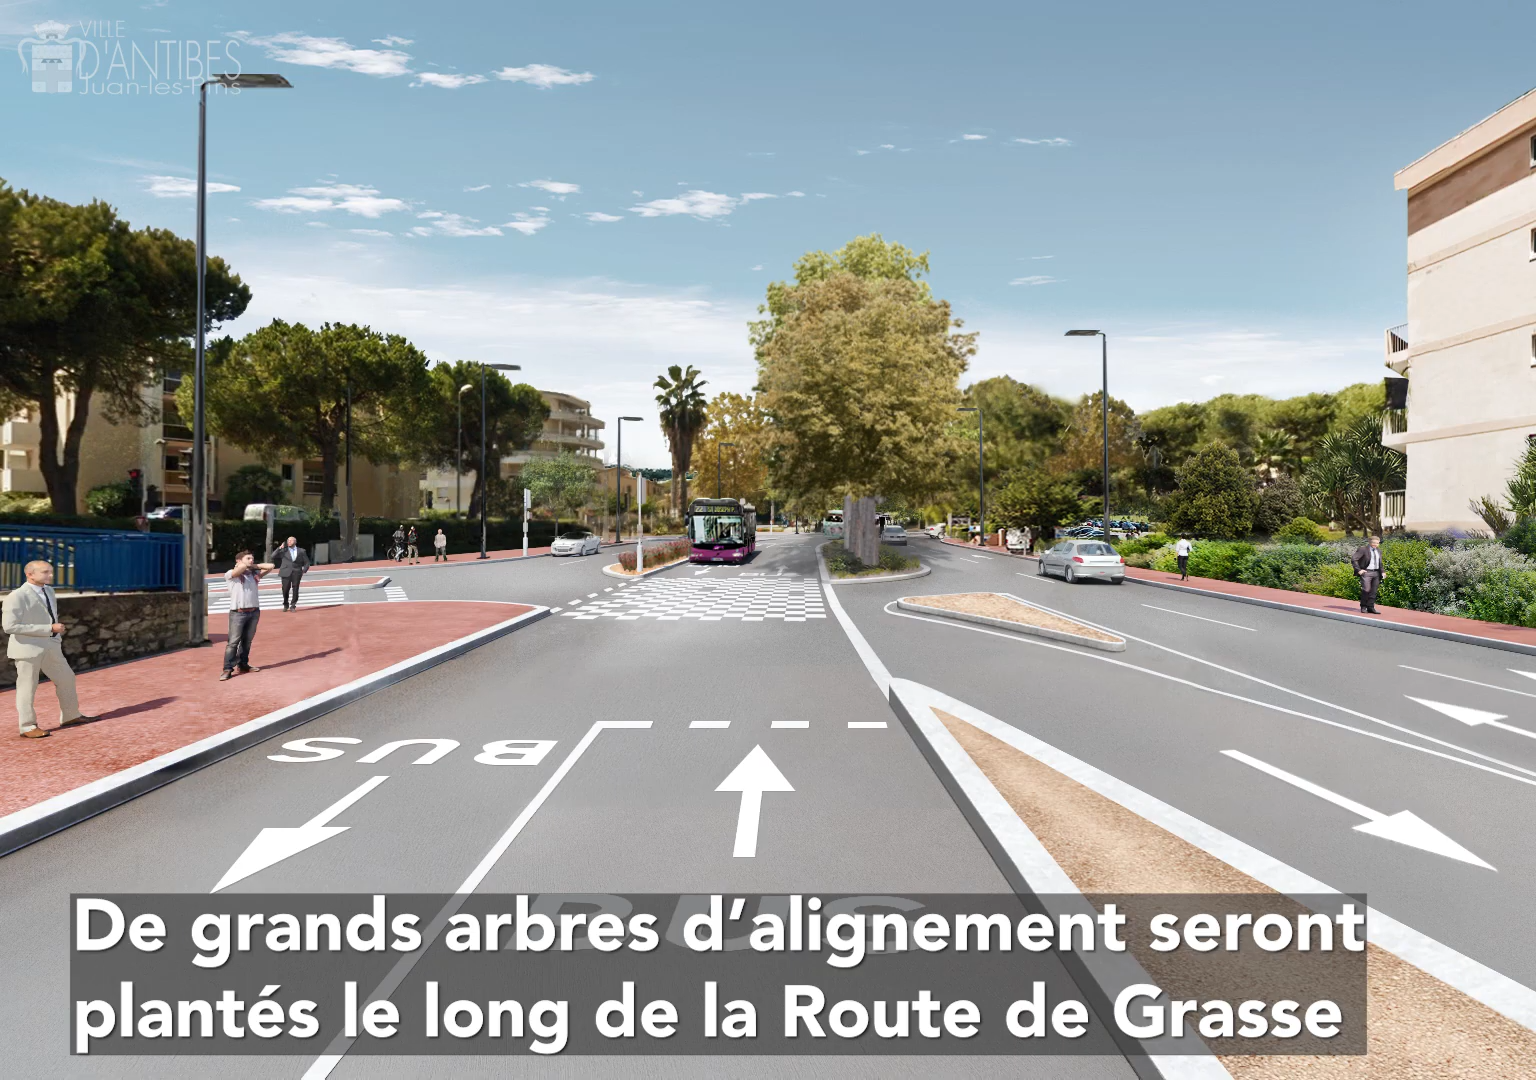 VILLE
D'ANTIBES
Juan-les-Pins
BUS
BUS
De grands arbres d’alignement seront
plantés le long de la Route de Grasse